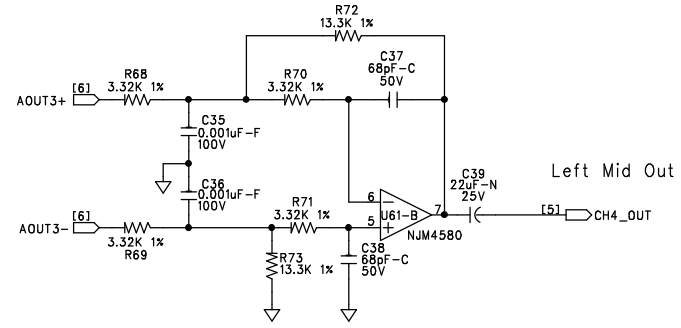 R72
13.3K 1%
C37
68pF-C
50V
R68
3.32K 1%
R70
3.32K 1%
[6]
AOUT3+
C35
0.001uF-F
100V
C36
0.001uF-F
100V
C39
22uF-N
25V
Left Mid Out
[6]
AOUT3-
R71
3.32K 1%
6
5
7
U61-B
NJM4580
[5]
CH4_OUT
3.32K 1%
R69
R73
13.3K 1%
C38
68pF-C
50V